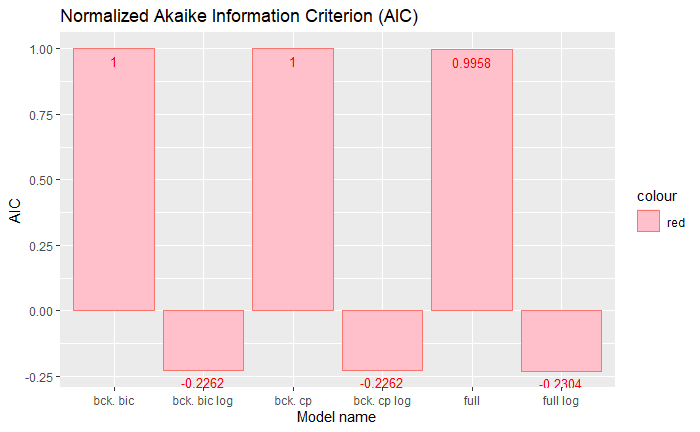 Normalized Akaike Information Criterion (AIC)
1.00
0.75
0.50
0.25
0.00
-0.25
AIC
1
-0.2262
1
-0.2262
0.9958
-0.2304
bck. bic
bck. bic log
bck. cp
bck. cp log
full
full log
Model name
colour
red